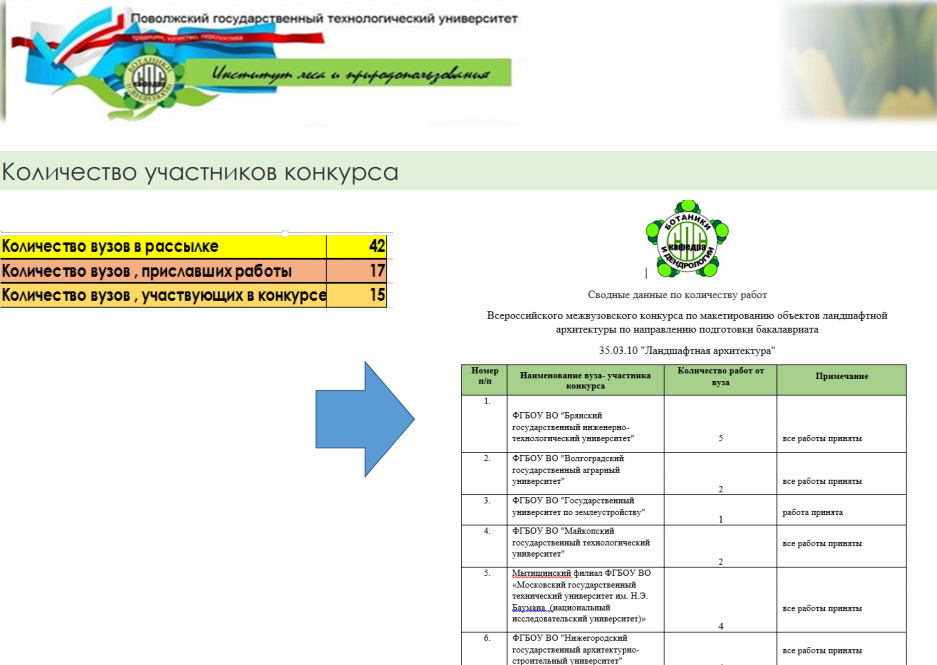 Поволжский государственный технологический университет
традиции, качество, перспектива
Институт леса и природопользования
БОТАНИКИ
кафедра
И ДЕНДРОЛОГИИ
Количество участников конкурса
Количество вузов в рассылке 42
Количество вузов , приславших работы 17
Количество вузов , участвующих в конкурсе 15
БОТАНИКИ
кафедра
И ДЕНДРОЛОГИИ
Сводные данные по количеству работ
Всероссийского межвузовского конкурса по макетированию объектов ландшафтной
архитектуры по направлению подготовки бакалавриата
35.03.10 "Ландшафтная архитектура"
Номер п/п Наименование вуза- участника конкурса Количество работ от вуза Примечание
1.
ФГБОУ ВО "Брянский
государственный инженерно-
технологический университет" 5 все работы приняты
2. ФГБОУ ВО "Волгоградский
государственный аграрный
университет" 2 все работы приняты
3. ФГБОУ ВО "Государственный
университет по землеустройству" 1 работа принята
4. ФГБОУ ВО "Майкопский
государственный технологический
университет" 2 все работы приняты
5. Мытищинский филиал ФГБОУ ВО
«Московский государственный
технический университет им. Н.Э.
Баумана (национальный
исследовательский университет)» 4 все работы приняты
6. ФГБОУ ВО "Нижегородский
государственный архитектурно-
строительный университет" все работы приняты